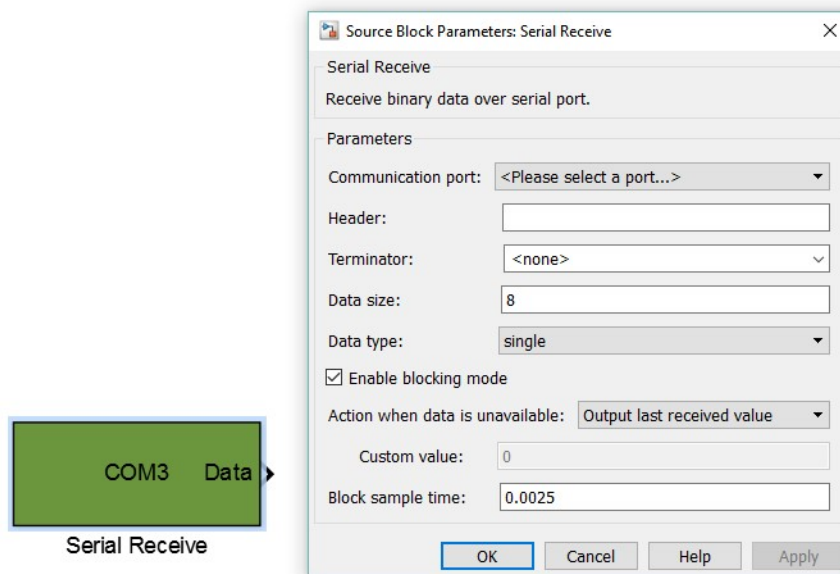 Source Block Parameters: Serial Receive
Serial Receive
Receive binary data over serial port.
Parameters
Communication port: <Please select a port...>
Header:
Terminator: <none>
Data size: 8
Data type: single
Enable blocking mode
Action when data is unavailable: Output last received value
Custom value: 0
Block sample time: 0.0025
OK Cancel Help Apply
COM3 Data
Serial Receive